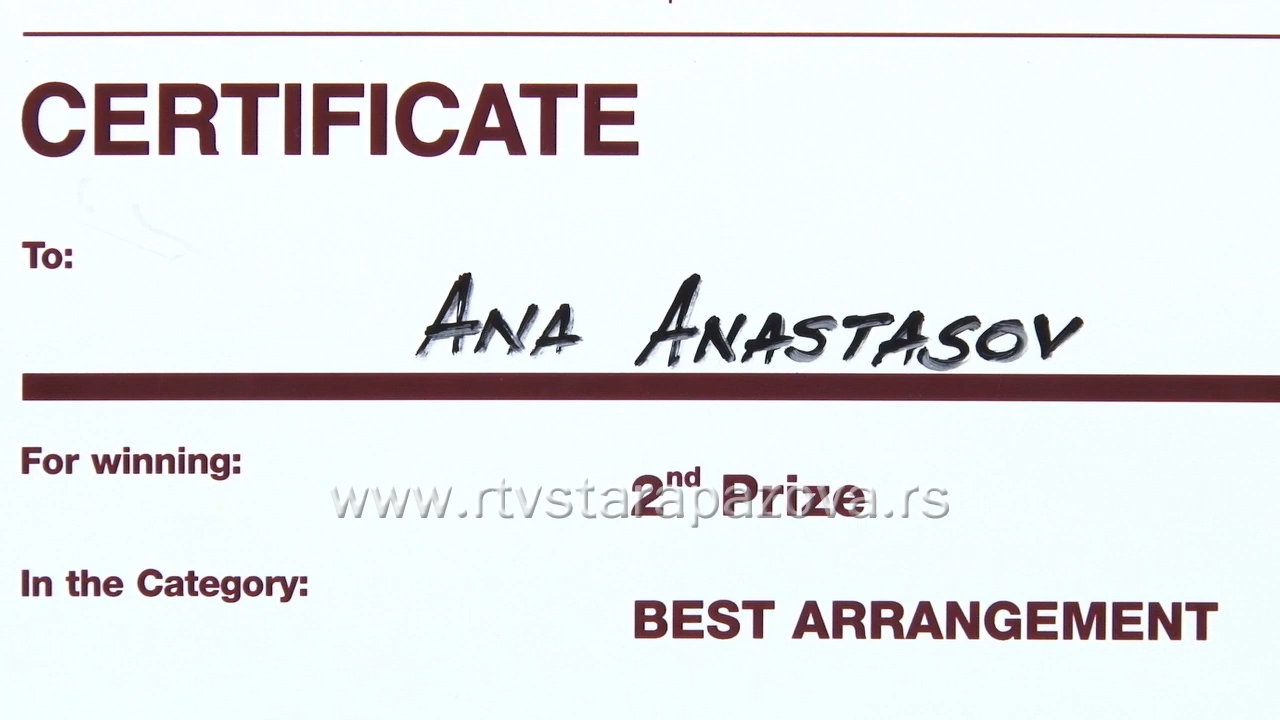 CERTIFICATE
To:
ANA ANASTASOV
For winning:
2nd Prize
www.rtvstarapazova.rs
In the Category:
BEST ARRANGEMENT